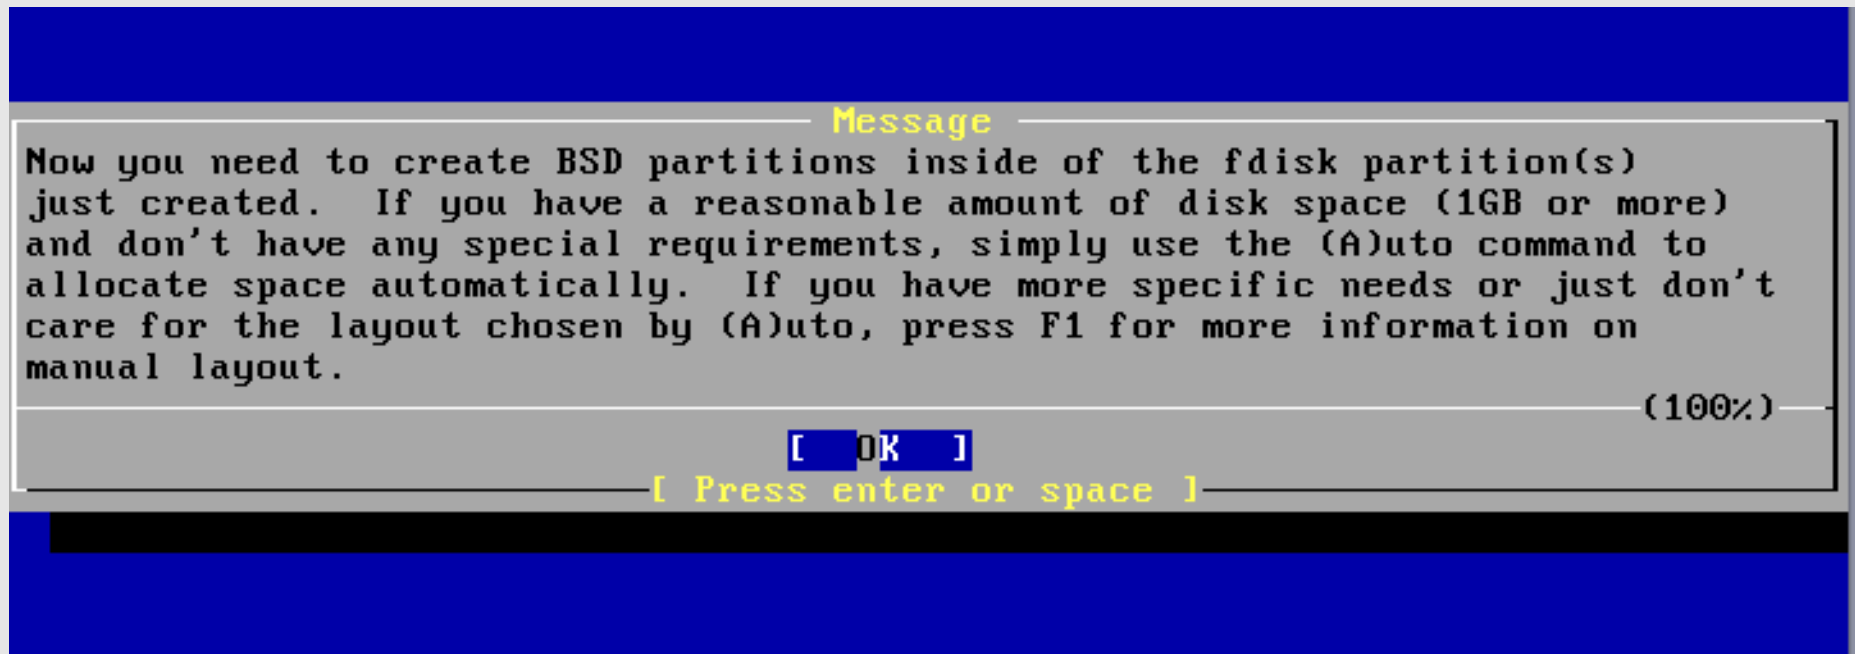 Message
Now you need to create BSD partitions inside of the fdisk partition(s)
just created.  If you have a reasonable amount of disk space (1GB or more)
and don't have any special requirements, simply use the (A)uto command to
allocate space automatically.  If you have more specific needs or just don't
care for the layout chosen by (A)uto, press F1 for more information on
manual layout.
(100%)
[  OK  ]
[ Press enter or space ]